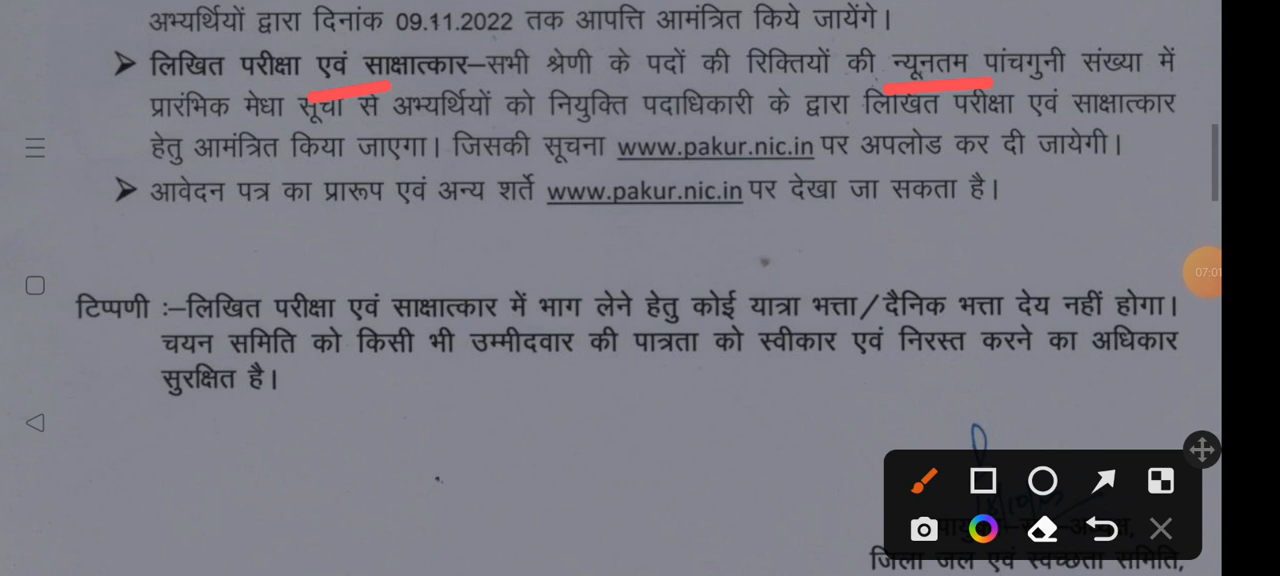 अभ्यर्थियों द्वारा दिनांक 09.11.2022 तक आपत्ति आमंत्रित किये जायेंगे।
➤ लिखित परीक्षा एवं साक्षात्कार–सभी श्रेणी के पदों की रिक्तियों की न्यूनतम पांचगुनी संख्या में
प्रारंभिक मेधा सूची से अभ्यर्थियों को नियुक्ति पदाधिकारी के द्वारा लिखित परीक्षा एवं साक्षात्कार
हेतु आमंत्रित किया जाएगा। जिसकी सूचना www.pakur.nic.in पर अपलोड कर दी जायेगी।
➤ आवेदन पत्र का प्रारूप एवं अन्य शर्ते www.pakur.nic.in पर देखा जा सकता है।
07:01
टिप्पणी :–लिखित परीक्षा एवं साक्षात्कार में भाग लेने हेतु कोई यात्रा भत्ता/दैनिक भत्ता देय नहीं होगा।
चयन समिति को किसी भी उम्मीदवार की पात्रता को स्वीकार एवं निरस्त करने का अधिकार
सुरक्षित है।
जिला जल एवं स्वच्छता समिति,